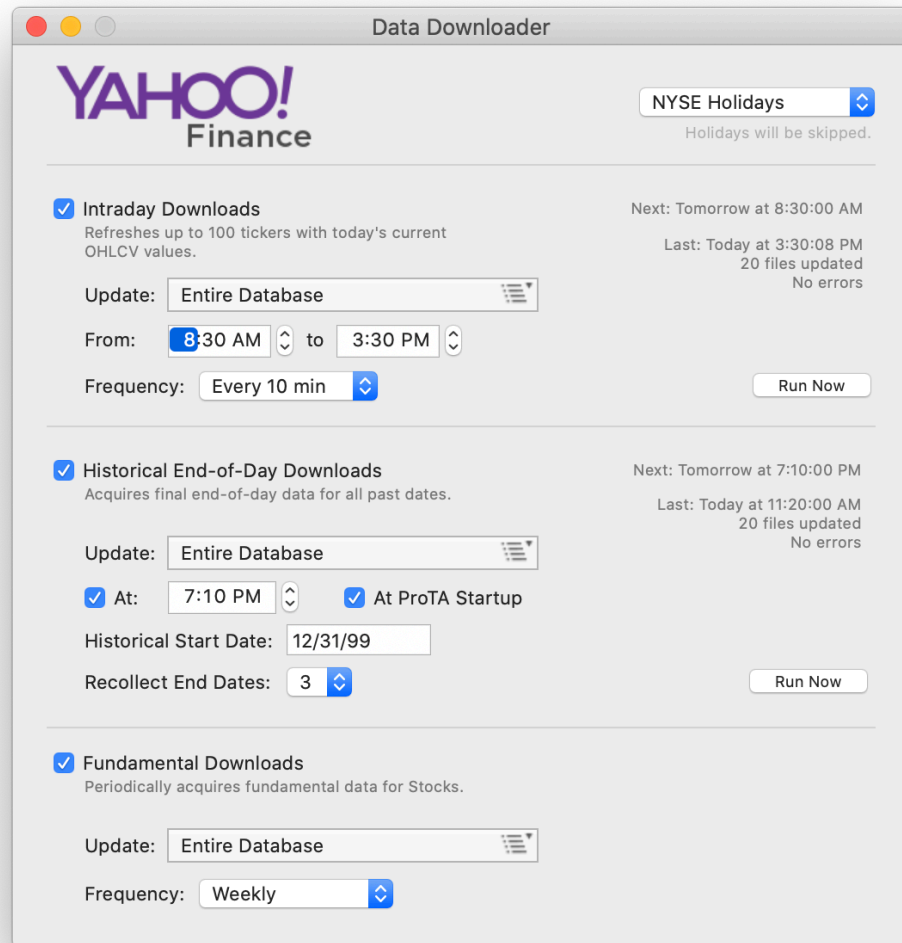 Data Downloader
YAHOO!
Finance
NYSE Holidays
Holidays will be skipped.
Intraday Downloads
Next: Tomorrow at 8:30:00 AM
Refreshes up to 100 tickers with today's current
OHLCV values.
Last: Today at 3:30:08 PM
20 files updated
No errors
Update: Entire Database
From: 8:30 AM to 3:30 PM
Frequency: Every 10 min
Run Now
Historical End-of-Day Downloads
Next: Tomorrow at 7:10:00 PM
Acquires final end-of-day data for all past dates.
Last: Today at 11:20:00 AM
20 files updated
No errors
Update: Entire Database
At: 7:10 PM At ProTA Startup
Historical Start Date: 12/31/99
Recollect End Dates: 3
Run Now
Fundamental Downloads
Periodically acquires fundamental data for Stocks.
Update: Entire Database
Frequency: Weekly